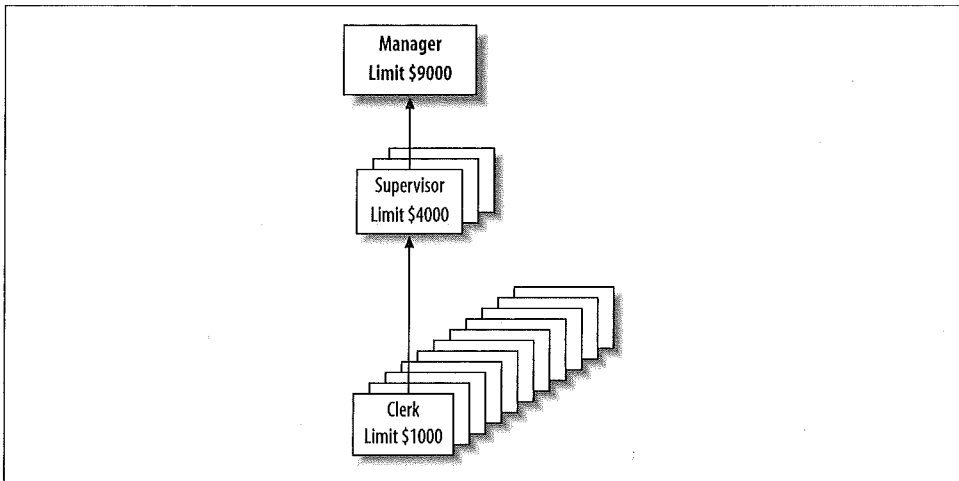 Manager
Limit $9000
Supervisor
Limit $4000
Clerk
Limit $1000